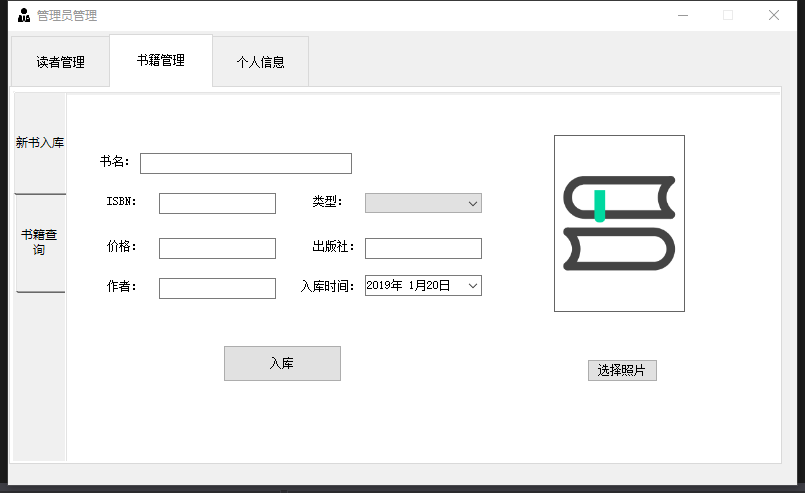 管理员管理
读者管理 书籍管理 个人信息
新书入库
书籍查
询
书名：
ISBN： 类型：
价格： 出版社：
作者： 入库时间： 2019年 1月20日
入库 选择照片